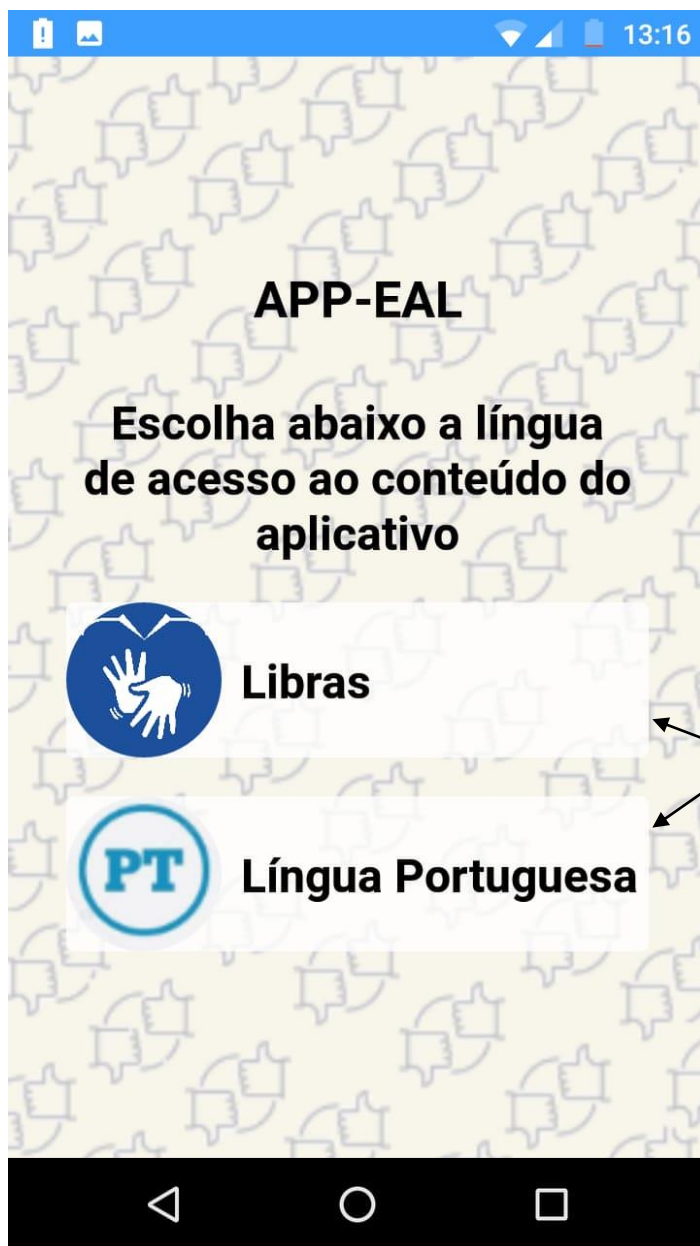 13:16
APP-EAL
Escolha abaixo a língua
de acesso ao conteúdo do
aplicativo
Libras
PT
Língua Portuguesa